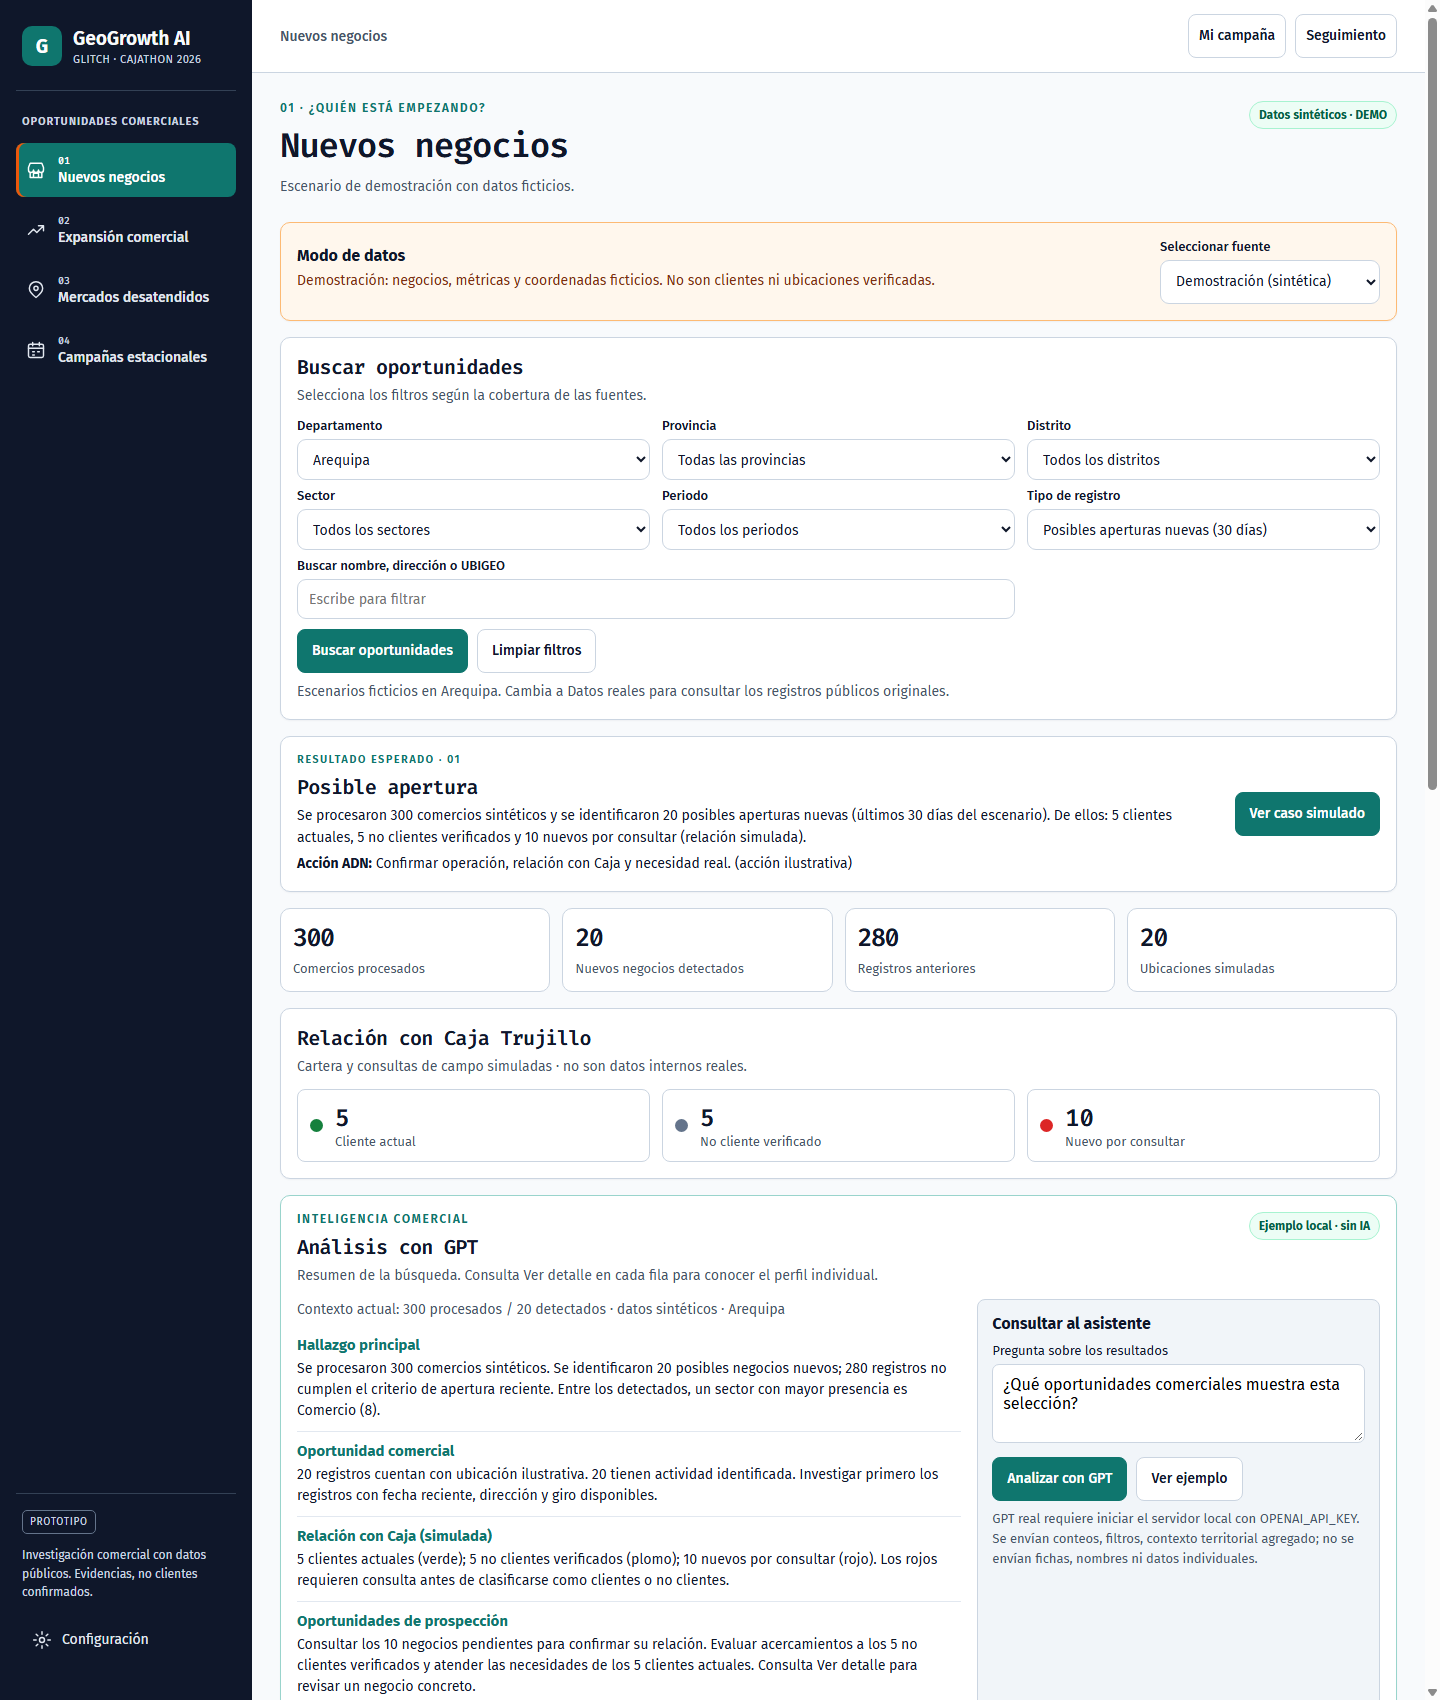 G
GeoGrowth AI
GLITCH · CAJATHON 2026
OPORTUNIDADES COMERCIALES
01
Nuevos negocios
02
Expansión comercial
03
Mercados desatendidos
04
Campañas estacionales
PROTOTIPO
Investigación comercial con datos
públicos. Evidencias, no clientes
confirmados.
Configuración
Nuevos negocios
Mi campaña
Seguimiento
01 · ¿QUIÉN ESTÁ EMPEZANDO?
Datos sintéticos · DEMO
Nuevos negocios
Escenario de demostración con datos ficticios.
Modo de datos
Demostración: negocios, métricas y coordenadas ficticios. No son clientes ni ubicaciones verificadas.
Seleccionar fuente
Demostración (sintética)
Buscar oportunidades
Selecciona los filtros según la cobertura de las fuentes.
Departamento
Provincia
Distrito
Arequipa
Todas las provincias
Todos los distritos
Sector
Periodo
Tipo de registro
Todos los sectores
Todos los periodos
Posibles aperturas nuevas (30 días)
Buscar nombre, dirección o UBIGEO
Escribe para filtrar
Buscar oportunidades
Limpiar filtros
Escenarios ficticios en Arequipa. Cambia a Datos reales para consultar los registros públicos originales.
RESULTADO ESPERADO · 01
Posible apertura
Se procesaron 300 comercios sintéticos y se identificaron 20 posibles aperturas nuevas (últimos 30 días del escenario). De ellos: 5 clientes
actuales, 5 no clientes verificados y 10 nuevos por consultar (relación simulada).
Acción ADN: Confirmar operación, relación con Caja y necesidad real. (acción ilustrativa)
Ver caso simulado
300
Comercios procesados
20
Nuevos negocios detectados
280
Registros anteriores
20
Ubicaciones simuladas
Relación con Caja Trujillo
Cartera y consultas de campo simuladas · no son datos internos reales.
5
Cliente actual
5
No cliente verificado
10
Nuevo por consultar
INTELIGENCIA COMERCIAL
Ejemplo local · sin IA
Análisis con GPT
Resumen de la búsqueda. Consulta Ver detalle en cada fila para conocer el perfil individual.
Contexto actual: 300 procesados / 20 detectados · datos sintéticos · Arequipa
Hallazgo principal
Se procesaron 300 comercios sintéticos. Se identificaron 20 posibles negocios nuevos; 280 registros no
cumplen el criterio de apertura reciente. Entre los detectados, un sector con mayor presencia es
Comercio (8).
Oportunidad comercial
20 registros cuentan con ubicación ilustrativa. 20 tienen actividad identificada. Investigar primero los
registros con fecha reciente, dirección y giro disponibles.
Relación con Caja (simulada)
5 clientes actuales (verde); 5 no clientes verificados (plomo); 10 nuevos por consultar (rojo). Los rojos
requieren consulta antes de clasificarse como clientes o no clientes.
Oportunidades de prospección
Consultar los 10 negocios pendientes para confirmar su relación. Evaluar acercamientos a los 5 no
clientes verificados y atender las necesidades de los 5 clientes actuales. Consulta Ver detalle para
revisar un negocio concreto.
Consultar al asistente
Pregunta sobre los resultados
¿Qué oportunidades comerciales muestra esta
selección?
Analizar con GPT
Ver ejemplo
GPT real requiere iniciar el servidor local con OPENAI_API_KEY.
Se envían conteos, filtros, contexto territorial agregado; no se
envían fichas, nombres ni datos individuales.